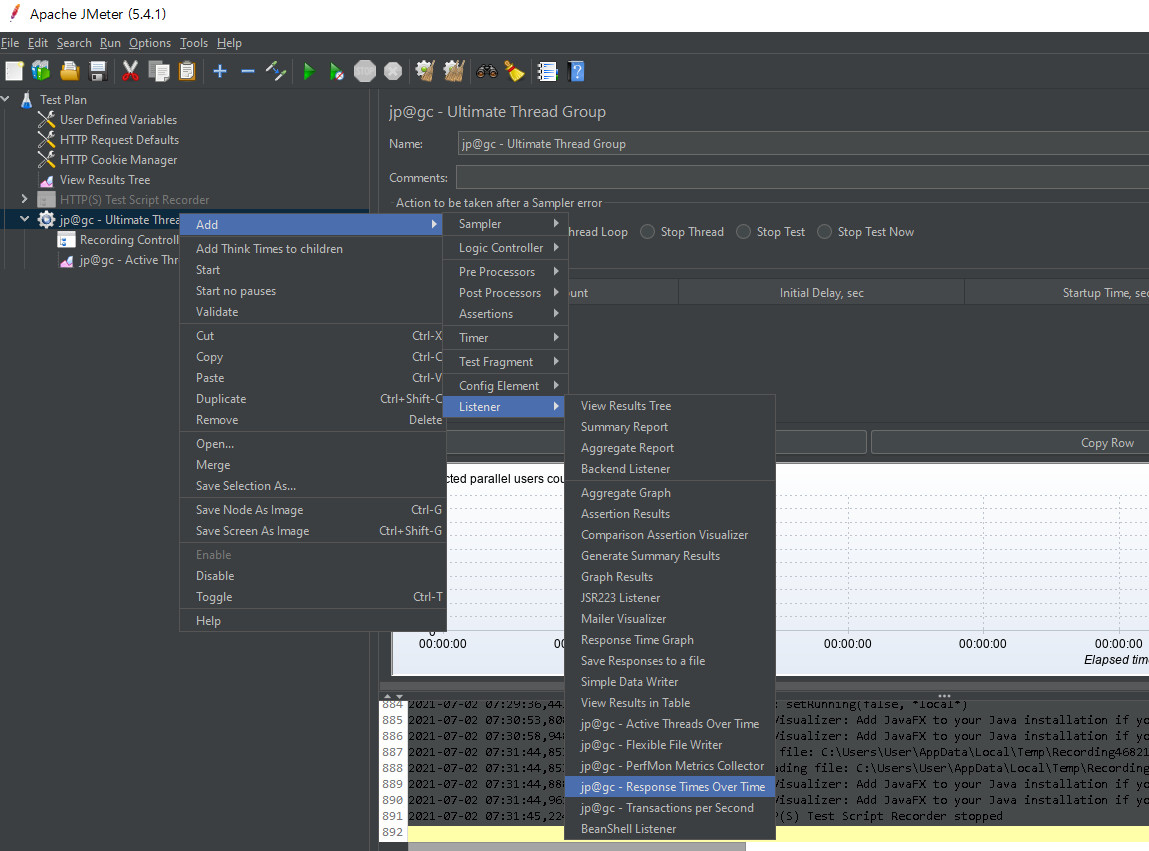 Apache JMeter (5.4.1)
File Edit Search Run Options Tools Help
Test Plan
User Defined Variables
HTTP Request Defaults
HTTP Cookie Manager
View Results Tree
HTTP(S) Test Script Recorder
jp@gc - Ultimate Threa
Recording Controll
jp@gc - Active Thr
jp@gc - Ultimate Thread Group
Name: jp@gc - Ultimate Thread Group
Comments:
Action to be taken after a Sampler error
hread Loop Stop Thread Stop Test Stop Test Now
unt Initial Delay, sec Startup Time, sec
Copy Row
cted parallel users cou
0
00:00:00 00 00:00:00 00:00:00 00:00:00
Elapsed time
Add
Add Think Times to children
Start
Start no pauses
Validate
Cut Ctrl-X
Copy Ctrl-C
Paste Ctrl-V
Duplicate Ctrl+Shift-C
Remove Delete
Open...
Merge
Save Selection As...
Save Node As Image Ctrl-G
Save Screen As Image Ctrl+Shift-G
Enable
Disable
Toggle Ctrl-T
Help
Sampler
Logic Controller
Pre Processors
Post Processors
Assertions
Timer
Test Fragment
Config Element
Listener
View Results Tree
Summary Report
Aggregate Report
Backend Listener
Aggregate Graph
Assertion Results
Comparison Assertion Visualizer
Generate Summary Results
Graph Results
JSR223 Listener
Mailer Visualizer
Response Time Graph
Save Responses to a file
Simple Data Writer
View Results in Table
jp@gc - Active Threads Over Time
jp@gc - Flexible File Writer
jp@gc - PerfMon Metrics Collector
jp@gc - Response Times Over Time
jp@gc - Transactions per Second
BeanShell Listener
884 2021-07-02 07:29:36,44 setRunning(false, *local*)
885 2021-07-02 07:30:53,808 Visualizer: Add JavaFX to your Java installation if yo
886 2021-07-02 07:30:58,948 Visualizer: Add JavaFX to your Java installation if yo
887 2021-07-02 07:31:44,85 file: C:\Users\User\AppData\Local\Temp\Recording46821
888 2021-07-02 07:31:44,85 ding file: C:\Users\User\AppData\Local\Temp\Recording
889 2021-07-02 07:31:44,888 Visualizer: Add JavaFX to your Java installation if yo
890 2021-07-02 07:31:44,96 Visualizer: Add JavaFX to your Java installation if yo
891 2021-07-02 07:31:45,224 P(S) Test Script Recorder stopped
892